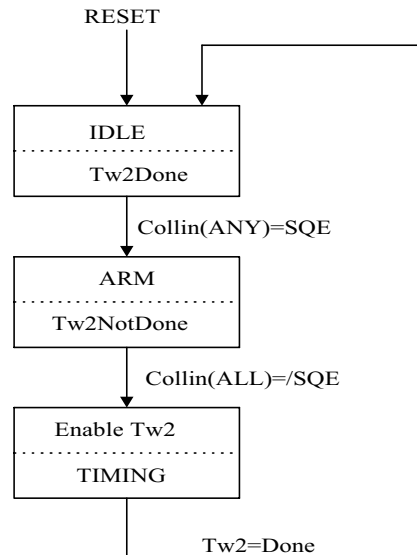 RESET
IDLE
Tw2Done
Collin(ANY)=SQE
ARM
Tw2NotDone
Collin(ALL)=/SQE
Enable Tw2
TIMING
Tw2=Done